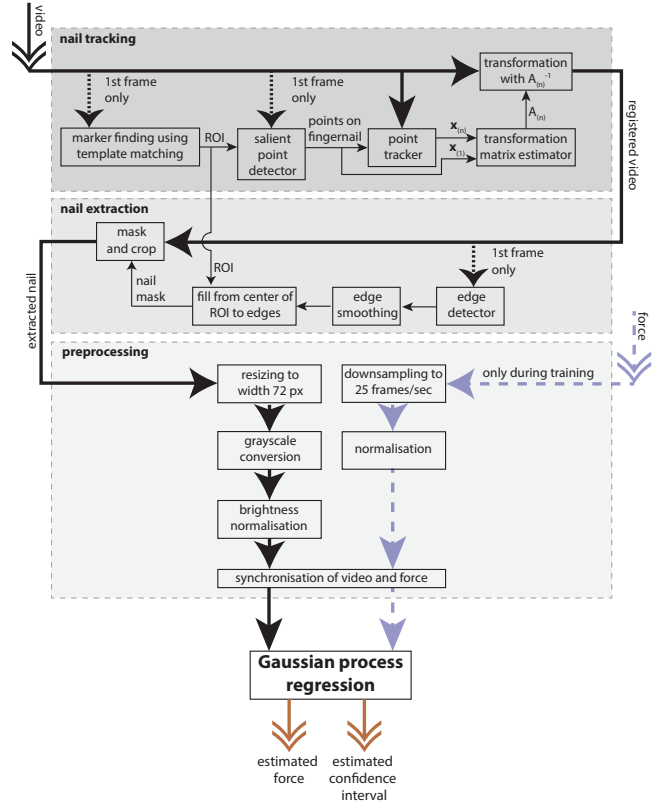 video
nail tracking
1st frame
only
1st frame
only
transformation
with A(n)⁻¹
A(n)
marker finding using
template matching
ROI
salient
point
detector
points on
fingernail
point
tracker
x(n)
x(1)
transformation
matrix estimator
registered video
nail extraction
mask
and crop
1st frame
only
nail
mask
ROI
fill from center of
ROI to edges
edge
smoothing
edge
detector
extracted nail
force
preprocessing
resizing to
width 72 px
downsampling to
25 frames/sec
only during training
grayscale
conversion
normalisation
brightness
normalisation
synchronisation of video and force
Gaussian process
regression
estimated
force
estimated
confidence
interval